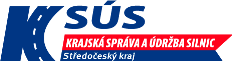 KSÚS
KRAJSKÁ SPRÁVA A ÚDRŽBA SILNIC
Středočeský kraj